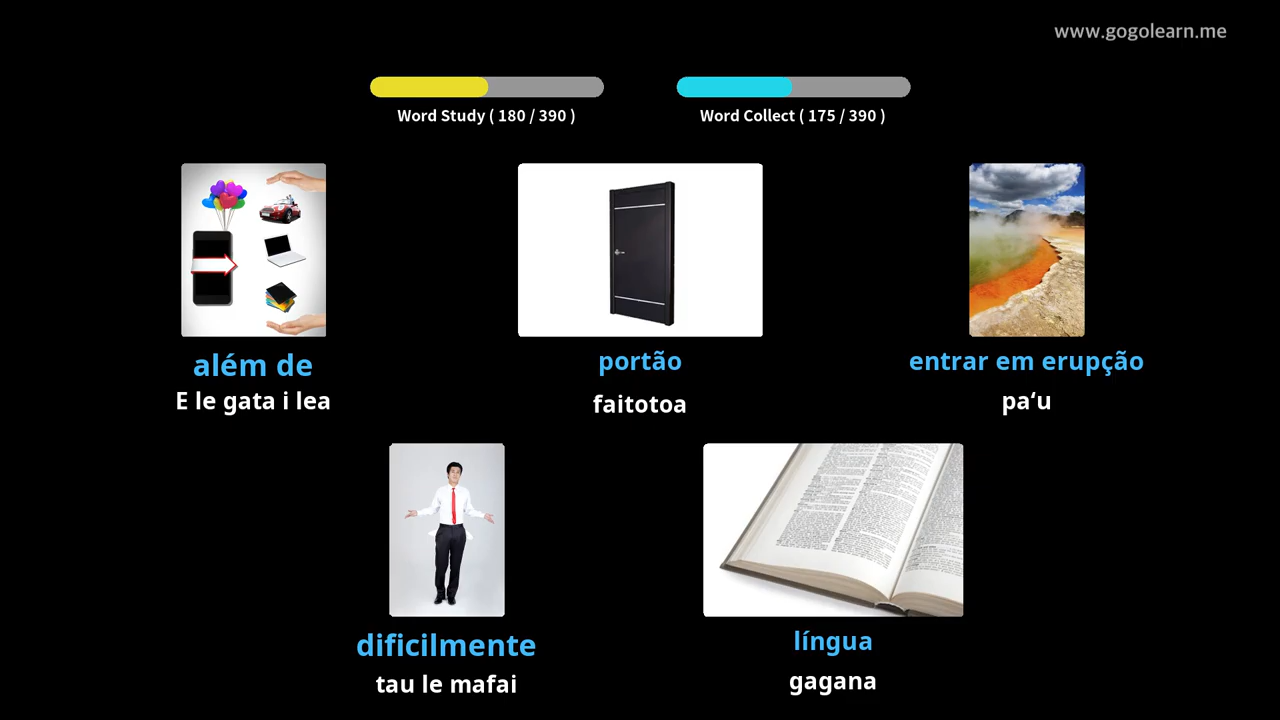 www.gogolearn.me
Word Study ( 180 / 390 )
Word Collect ( 175 / 390 )
além de
E le gata i lea
portão
faitotoa
entrar em erupção
paʻu
dificilmente
tau le mafai
língua
gagana